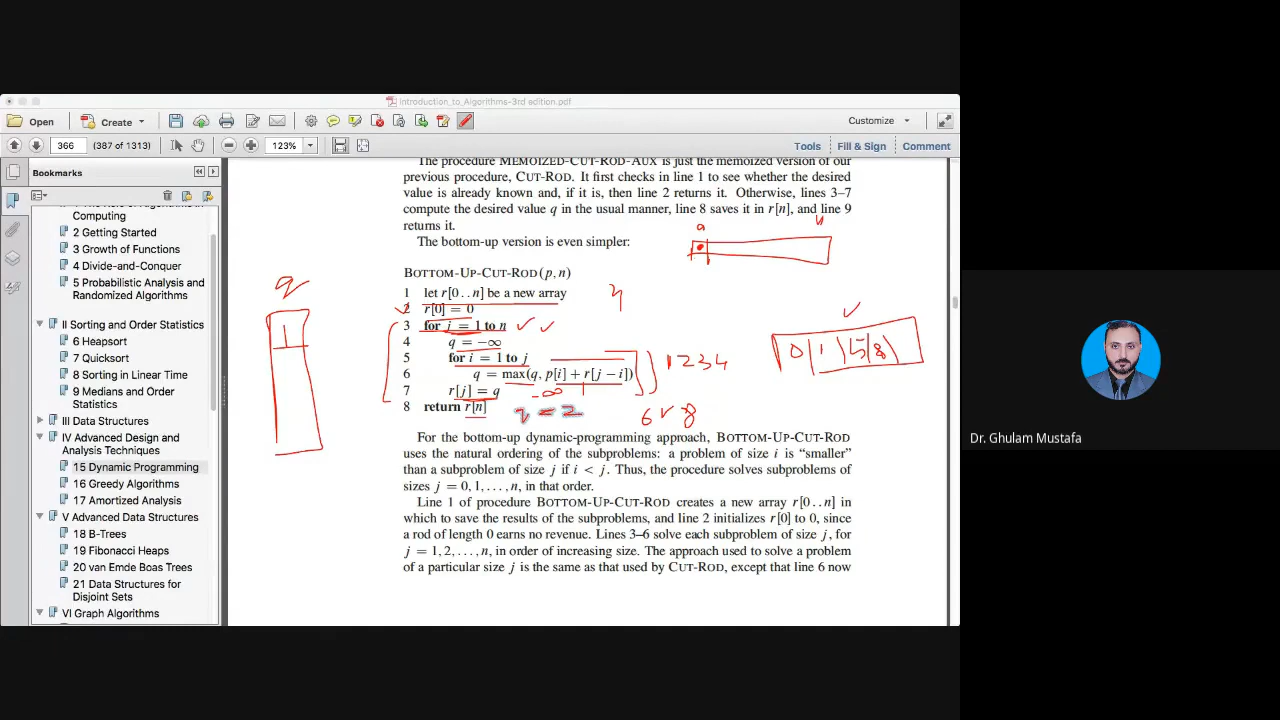 Introduction_to_Algorithms-3rd edition.pdf
Open Create Customize
366 (387 of 1313) 123% Tools Fill & Sign Comment
Bookmarks
Computing
2 Getting Started
3 Growth of Functions
4 Divide-and-Conquer
5 Probabilistic Analysis and
Randomized Algorithms
II Sorting and Order Statistics
6 Heapsort
7 Quicksort
8 Sorting in Linear Time
9 Medians and Order
Statistics
III Data Structures
IV Advanced Design and
Analysis Techniques
15 Dynamic Programming
16 Greedy Algorithms
17 Amortized Analysis
V Advanced Data Structures
18 B-Trees
19 Fibonacci Heaps
20 van Emde Boas Trees
21 Data Structures for
Disjoint Sets
VI Graph Algorithms
The procedure MEMOIZED-CUT-ROD-AUX is just the memoized version of our
previous procedure, CUT-ROD. It first checks in line 1 to see whether the desired
value is already known and, if it is, then line 2 returns it. Otherwise, lines 3–7
compute the desired value q in the usual manner, line 8 saves it in r[n], and line 9
returns it.
The bottom-up version is even simpler:
BOTTOM-UP-CUT-ROD(p, n)
1 let r[0..n] be a new array
2 r[0] = 0
3 for j = 1 to n
4 q = −∞
5 for i = 1 to j
6 q = max(q, p[i] + r[j − i])
7 r[j] = q
8 return r[n]
q
1
-∞ 1
q = 2
1 2 3 4
6 8
0 1 5 8
For the bottom-up dynamic-programming approach, BOTTOM-UP-CUT-ROD
uses the natural ordering of the subproblems: a problem of size i is “smaller”
than a subproblem of size j if i < j. Thus, the procedure solves subproblems of
sizes j = 0, 1, . . . , n, in that order.
Line 1 of procedure BOTTOM-UP-CUT-ROD creates a new array r[0..n] in
which to save the results of the subproblems, and line 2 initializes r[0] to 0, since
a rod of length 0 earns no revenue. Lines 3–6 solve each subproblem of size j, for
j = 1, 2, . . . , n, in order of increasing size. The approach used to solve a problem
of a particular size j is the same as that used by CUT-ROD, except that line 6 now
Dr. Ghulam Mustafa